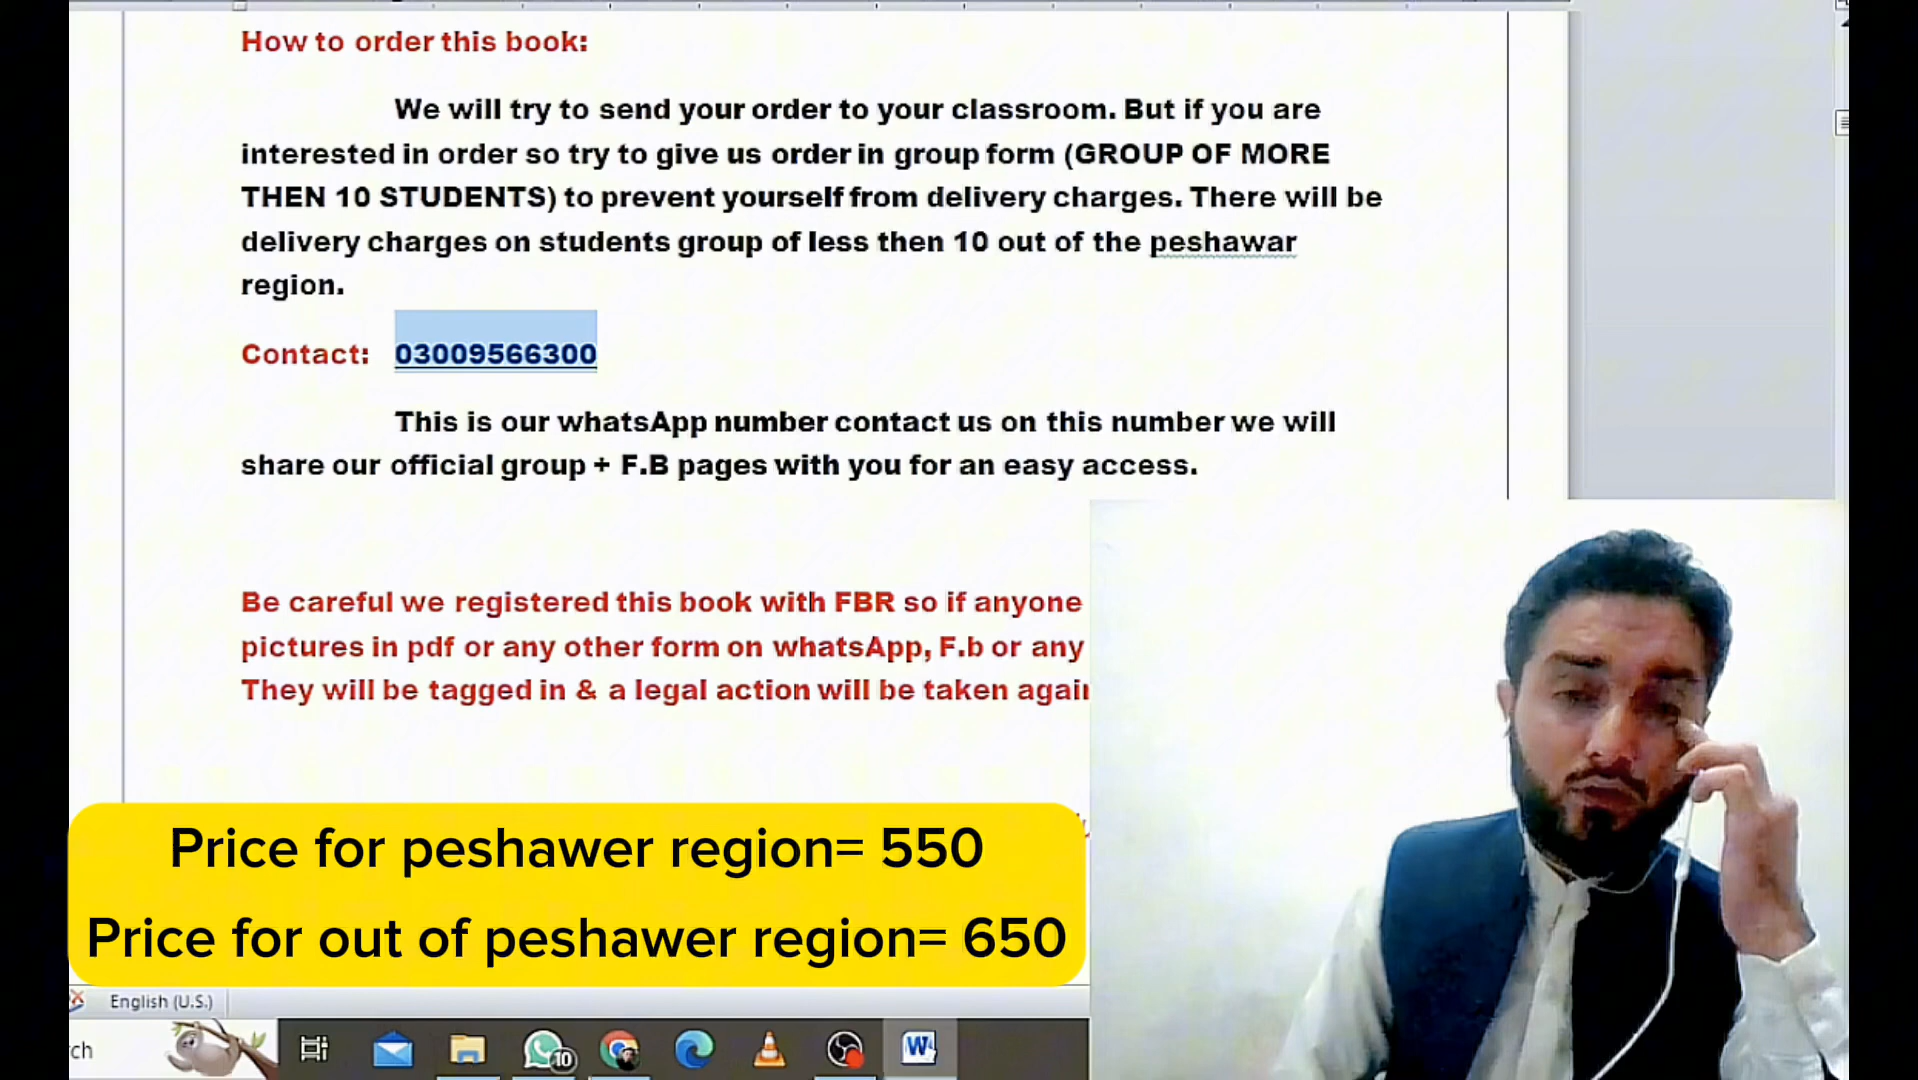 How to order this book:
We will try to send your order to your classroom. But if you are
interested in order so try to give us order in group form (GROUP OF MORE
THEN 10 STUDENTS) to prevent yourself from delivery charges. There will be
delivery charges on students group of less then 10 out of the peshawar
region.
Contact: 03009566300
This is our whatsApp number contact us on this number we will
share our official group + F.B pages with you for an easy access.
Be careful we registered this book with FBR so if anyone
pictures in pdf or any other form on whatsApp, F.b or any
They will be tagged in & a legal action will be taken
Price for peshawer region= 550
Price for out of peshawer region= 650
English (U.S.)
10
W